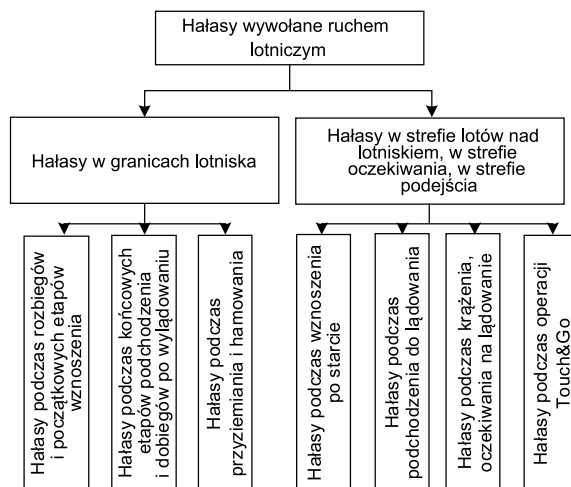 Hałasy wywołane ruchem
lotniczym
Hałasy w granicach lotniska
Hałasy w strefie lotów nad
lotniskiem, w strefie
oczekiwania, w strefie
podejścia
Hałasy podczas rozbiegów
i początkowych etapów
wznoszenia
Hałasy podczas końcowych
etapów podchodzenia
i dobiegów po wylądowaniu
Hałasy podczas
przyziemiania i hamowania
Hałasy podczas wznoszenia
po starcie
Hałasy podczas
podchodzenia do lądowania
Hałasy podczas krążenia,
oczekiwania na lądowanie
Hałasy podczas operacji
Touch&Go